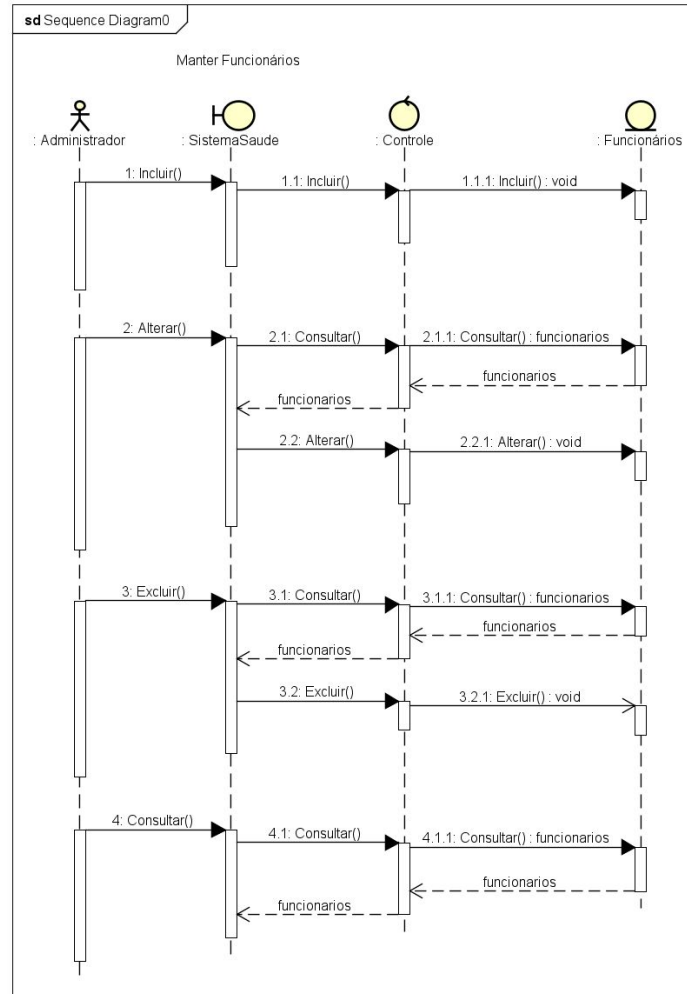 sd Sequence Diagram0
Manter Funcionários
: Administrador
: SistemaSaude
: Controle
: Funcionários
1: Incluir()
1.1: Incluir()
1.1.1: Incluir() : void
2: Alterar()
2.1: Consultar()
2.1.1: Consultar() : funcionarios
funcionarios
funcionarios
2.2: Alterar()
2.2.1: Alterar() : void
3: Excluir()
3.1: Consultar()
3.1.1: Consultar() : funcionarios
funcionarios
funcionarios
3.2: Excluir()
3.2.1: Excluir() : void
4: Consultar()
4.1: Consultar()
4.1.1: Consultar() : funcionarios
funcionarios
funcionarios